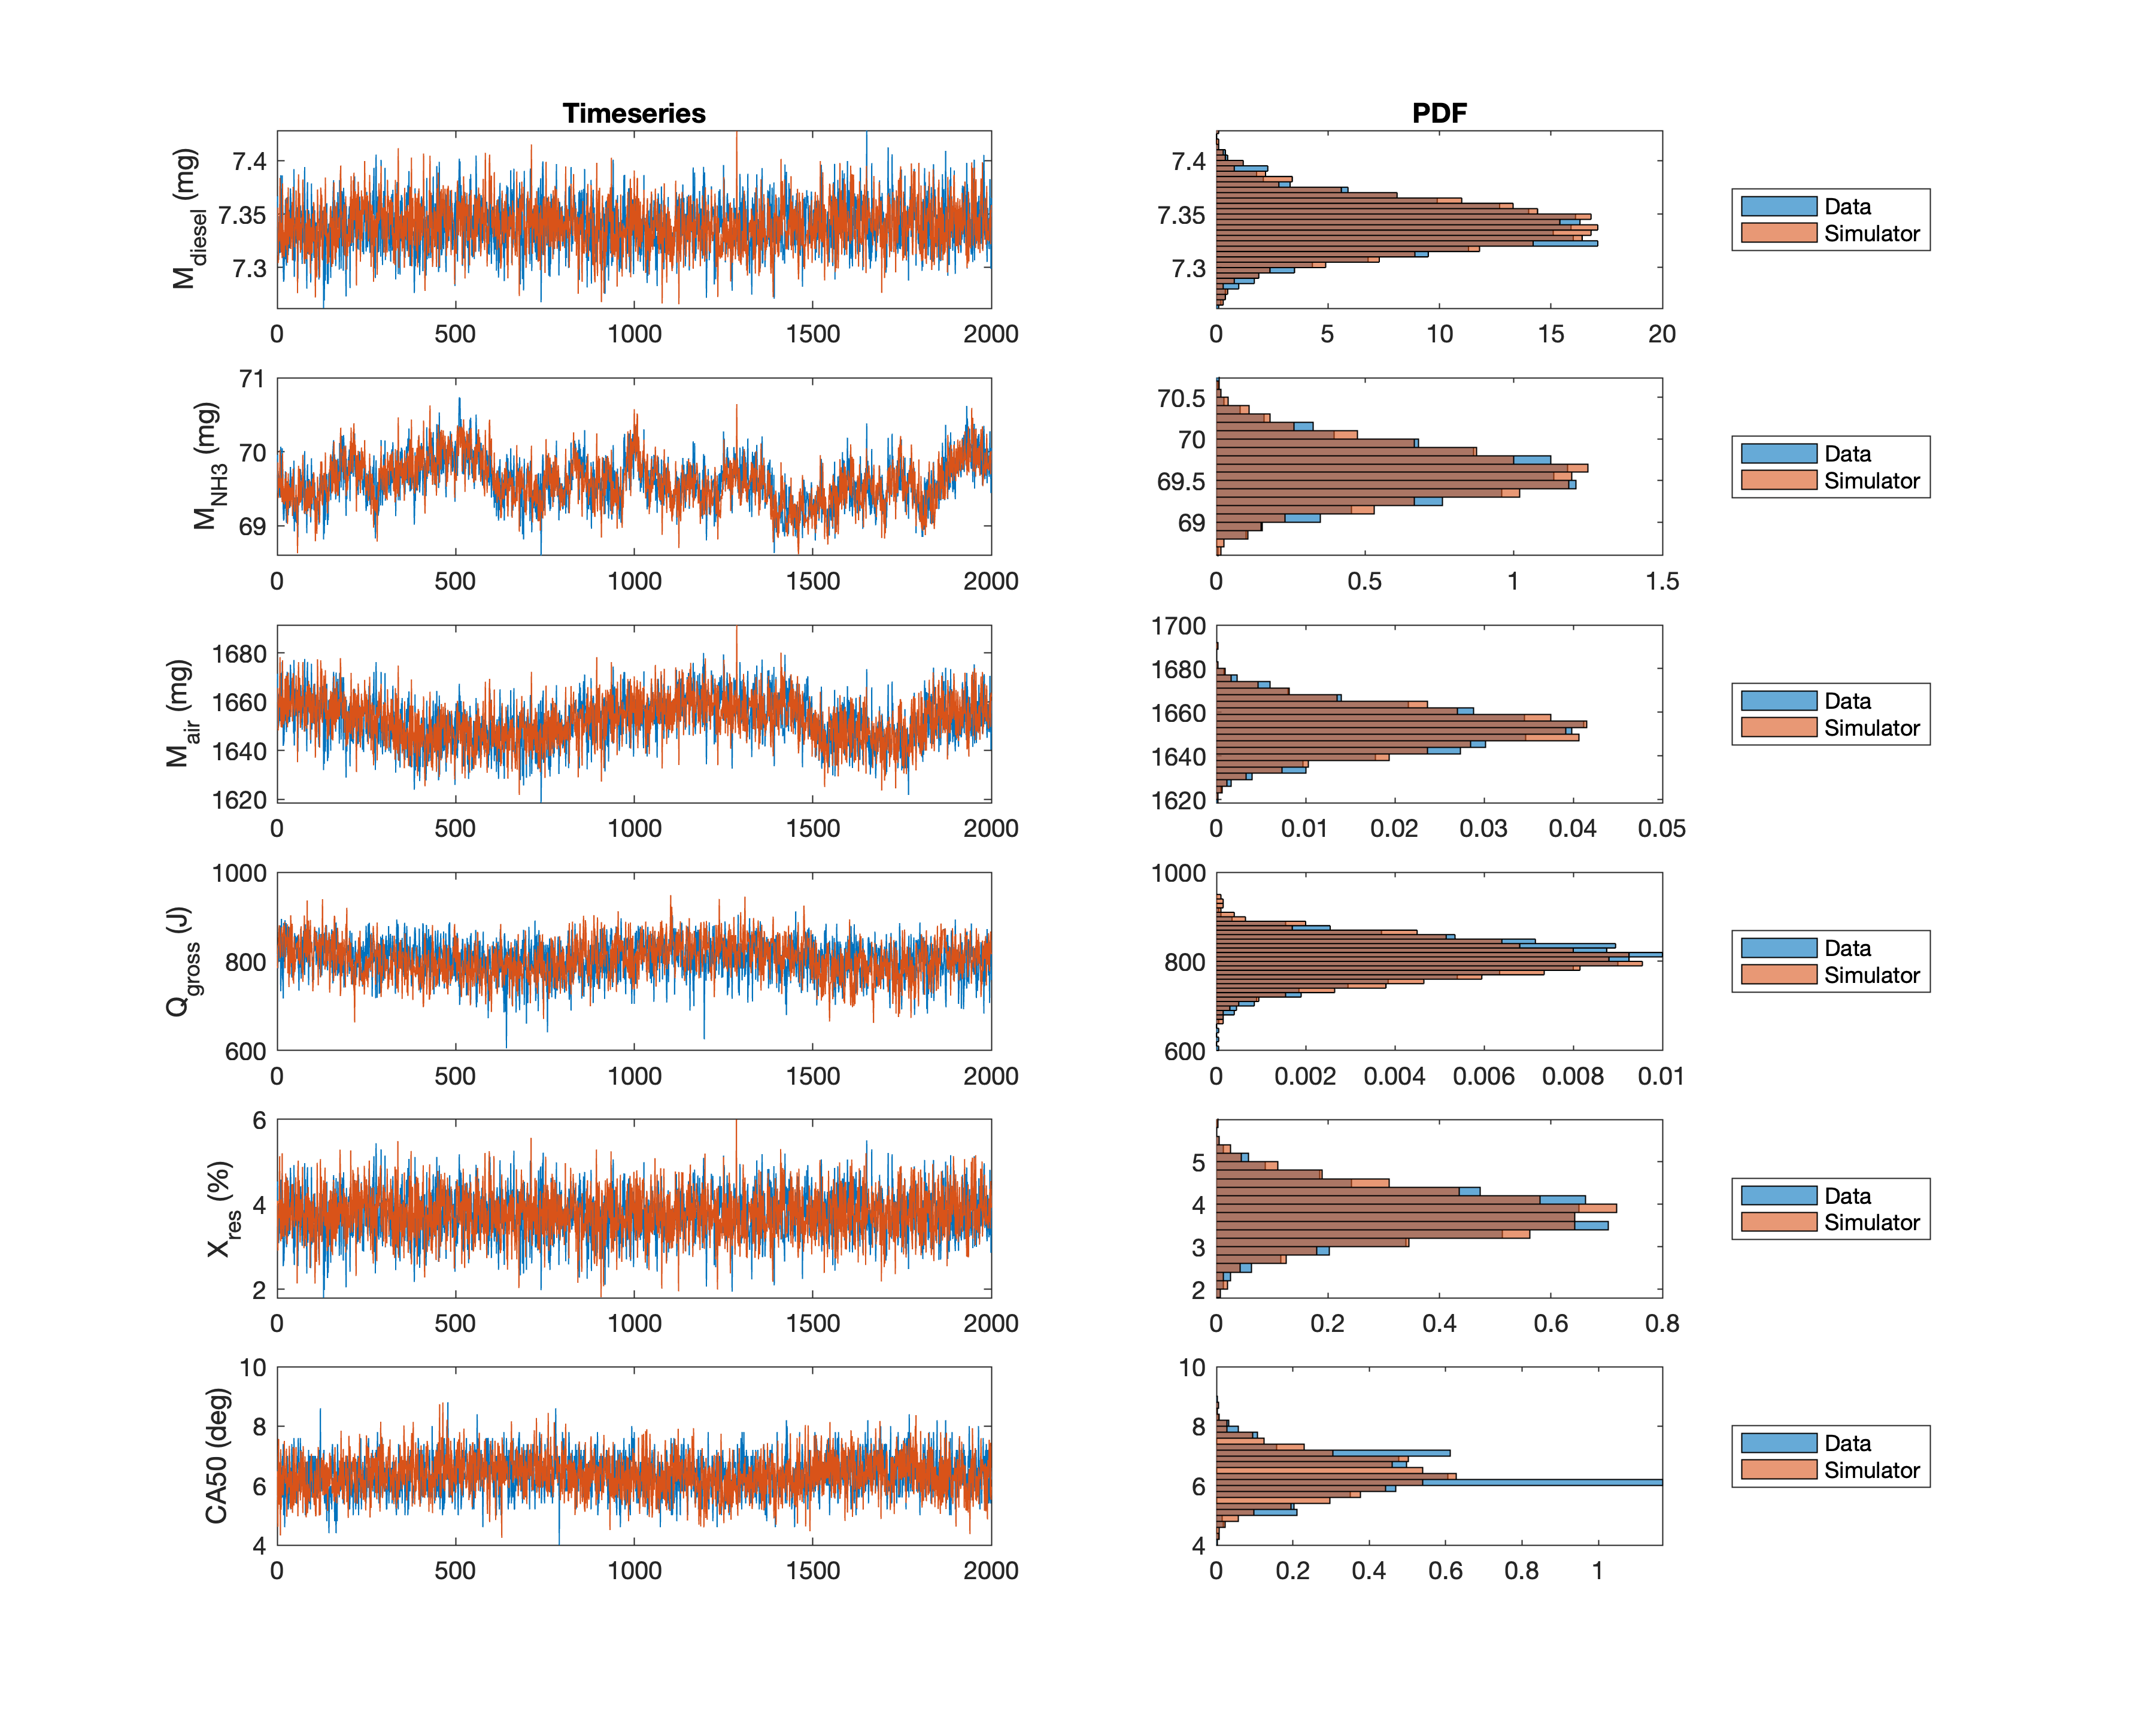 Timeseries
PDF
M_diesel (mg)
7.4
7.35
7.3
0 500 1000 1500 2000
7.4
7.35
7.3
0 5 10 15 20
Data
Simulator
M_NH3 (mg)
71
70
69
0 500 1000 1500 2000
70.5
70
69.5
69
0 0.5 1 1.5
Data
Simulator
M_air (mg)
1680
1660
1640
1620
0 500 1000 1500 2000
1700
1680
1660
1640
1620
0 0.01 0.02 0.03 0.04 0.05
Data
Simulator
Q_gross (J)
1000
800
600
0 500 1000 1500 2000
1000
800
600
0 0.002 0.004 0.006 0.008 0.01
Data
Simulator
X_res (%)
6
4
2
0 500 1000 1500 2000
5
4
3
2
0 0.2 0.4 0.6 0.8
Data
Simulator
CA50 (deg)
10
8
6
4
0 500 1000 1500 2000
10
8
6
4
0 0.2 0.4 0.6 0.8 1
Data
Simulator